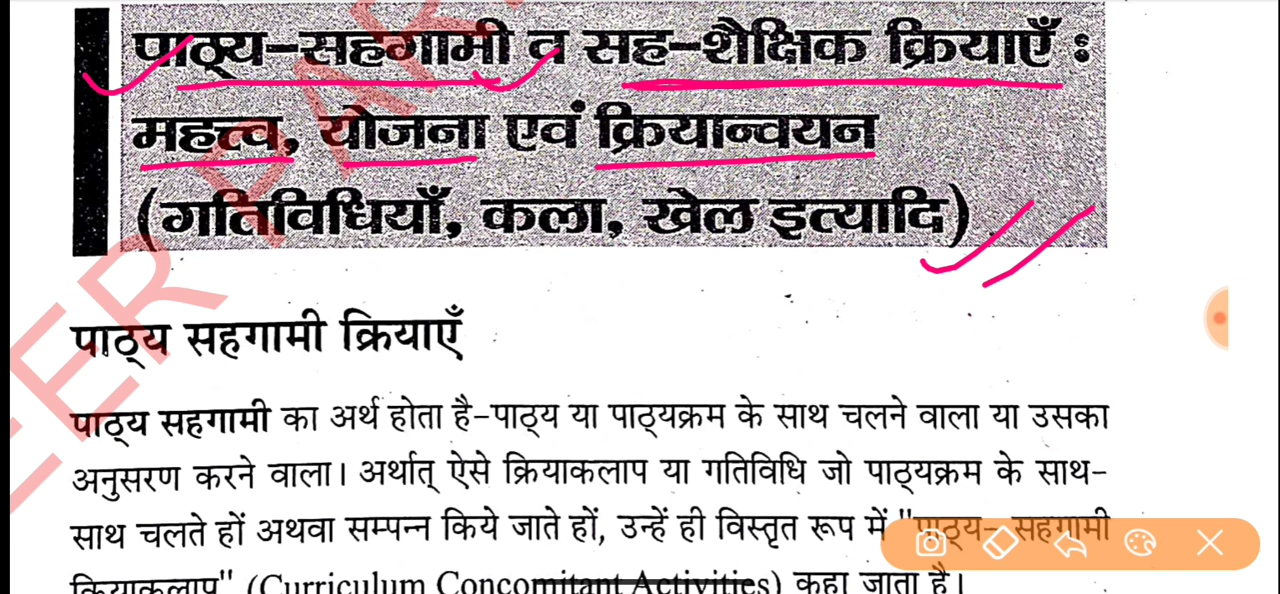 पाठ्य-सहगामी व सह-शैक्षिक क्रियाएँ :
महत्त्व, योजना एवं क्रियान्वयन
(गतिविधियाँ, कला, खेल इत्यादि)
पाठ्य सहगामी क्रियाएँ
पाठ्य सहगामी का अर्थ होता है-पाठ्य या पाठ्यक्रम के साथ चलने वाला या उसका
अनुसरण करने वाला। अर्थात् ऐसे क्रियाकलाप या गतिविधि जो पाठ्यक्रम के साथ-
साथ चलते हों अथवा सम्पन्न किये जाते हों, उन्हें ही विस्तृत रूप में "पाठ्य- सहगामी
क्रियाकलाप" (Curriculum Concomitant Activities) कहा जाता है।